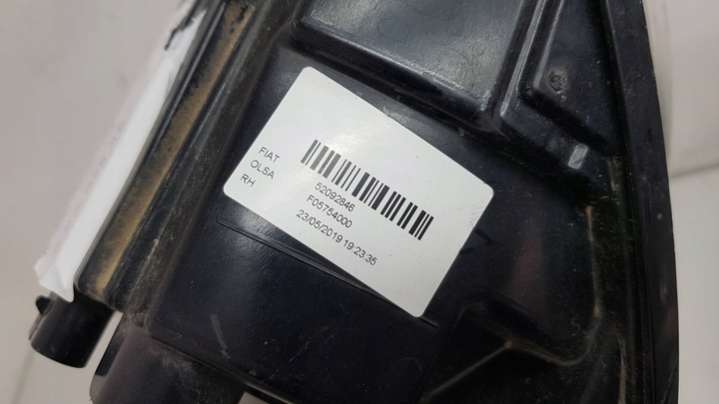 FIAT
OLSA
RH
52092846
F05754000
23/05/2019 19 23 35